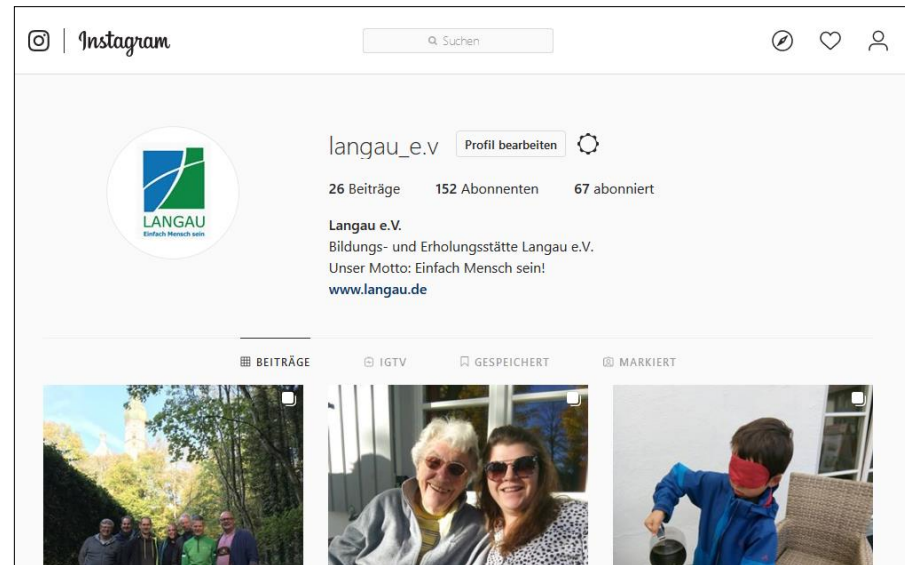 Instagram
Suchen
LANGAU
Einfach Mensch sein
langau_e.v Profil bearbeiten
26 Beiträge 152 Abonnenten 67 abonniert
Langau e.V.
Bildungs- und Erholungsstätte Langau e.V.
Unser Motto: Einfach Mensch sein!
www.langau.de
BEITRÄGE IGTV GESPEICHERT MARKIERT